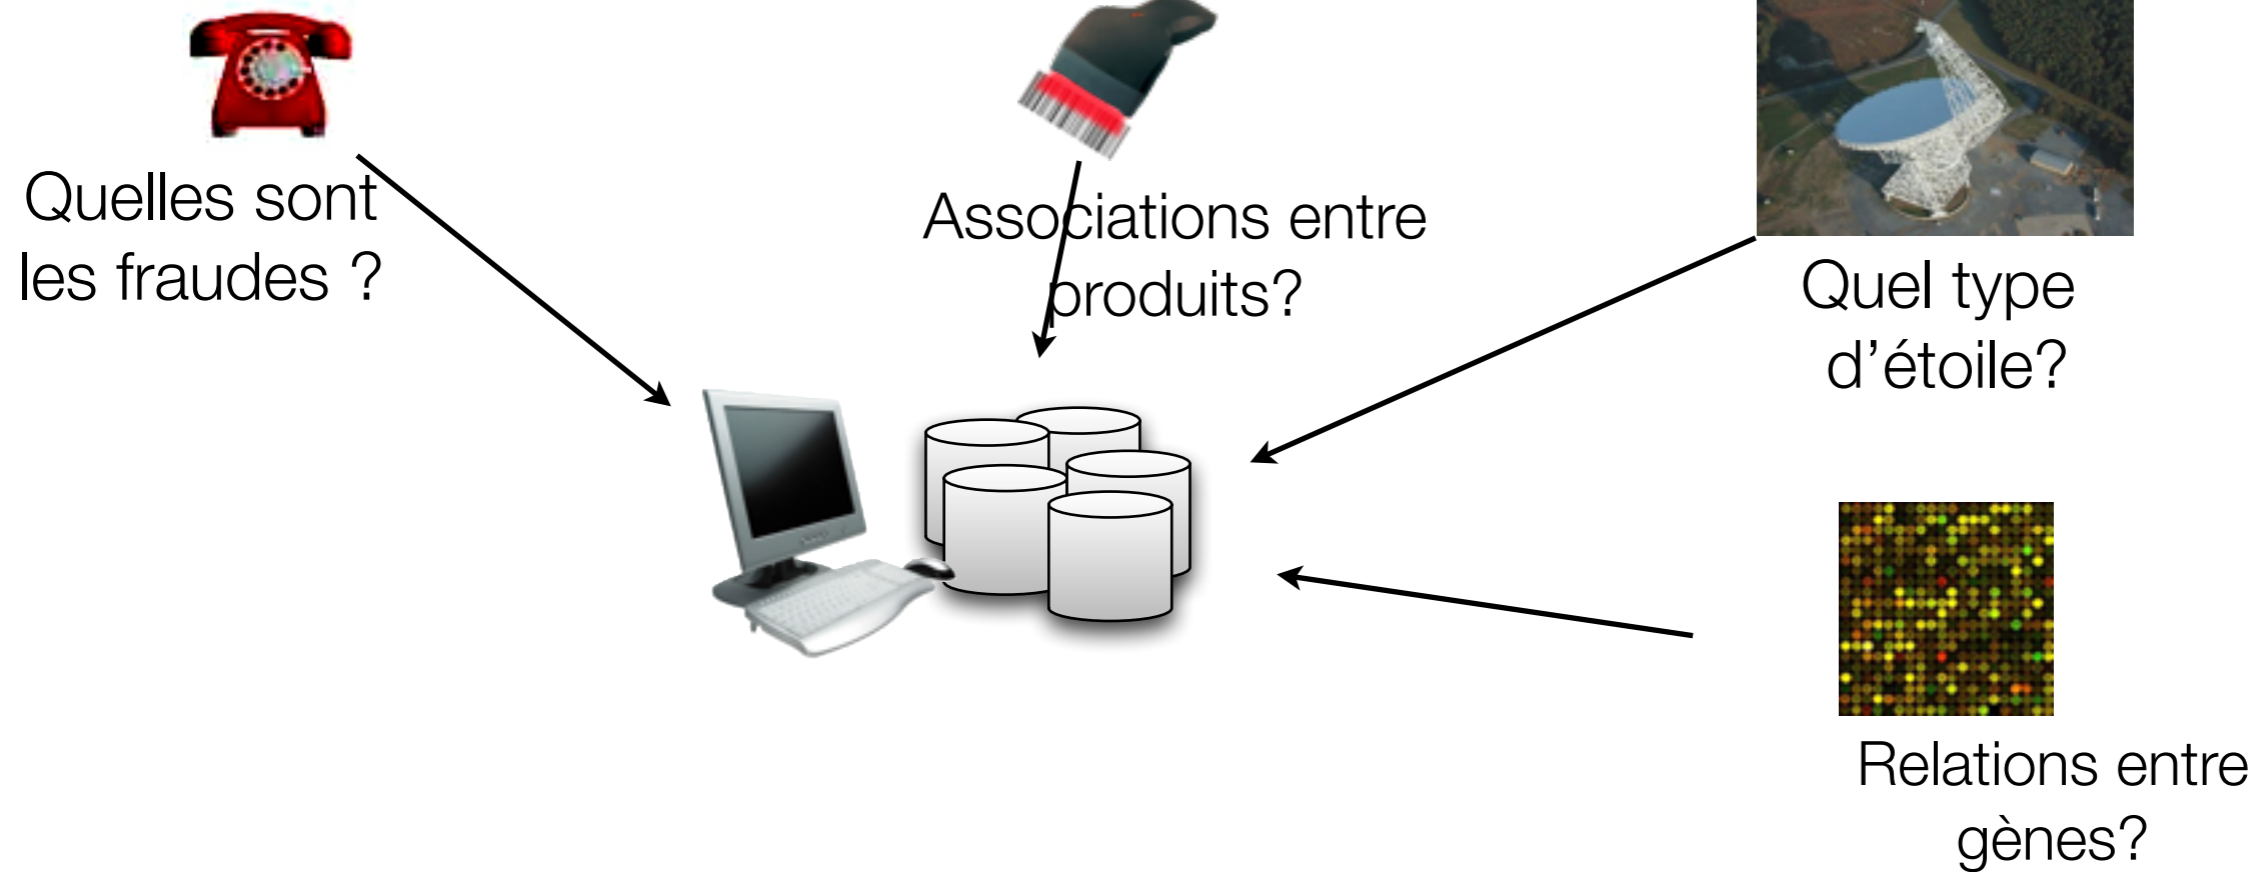 Quelles sont
les fraudes ?
Associations entre
produits?
Quel type
d’étoile?
Relations entre
gènes?